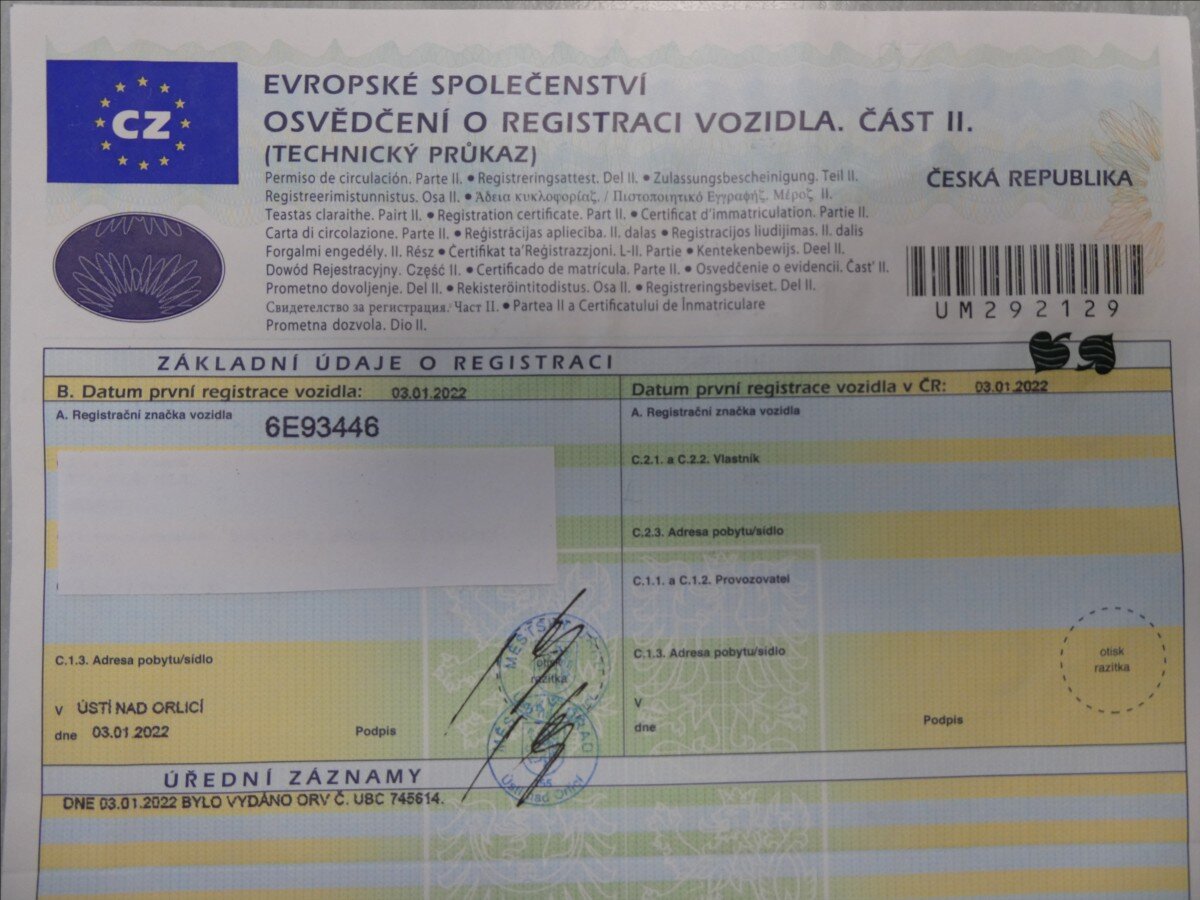 CZ
EVROPSKÉ SPOLEČENSTVÍ
OSVĚDČENÍ O REGISTRACI VOZIDLA. ČÁST II.
(TECHNICKÝ PRŮKAZ)
Permiso de circulación. Parte II. • Registreringsattest. Del II. • Zulassungsbescheinigung. Teil II.
Registreerimistunnistus. Osa II. • Άδεια κυκλοφορίας. / Πιστοποιητικό Εγγραφής. Μέρος II.
Teastas claraithe. Pairt II. • Registration certificate. Part II. • Certificat d'immatriculation. Partie II.
Carta di circolazione. Parte II. • Reģistrācijas apliecība. II. dalas • Registracijos liudijimas. II. dalis
Forgalmi engedély. II. Rész • Čertifikat ta'Reġistrazzjoni. L-II. Partie • Kentekenbewijs. Deel II.
Dowód Rejestracyjny. Część II. • Certificado de matrícula. Parte II. • Osvedčenie o evidencii. Časť II.
Prometno dovoljenje. Del II. • Rekisteröintitodistus. Osa II. • Registreringsbeviset. Del II.
Свидетелство за регистрация. Част II. • Partea II a Certificatului de Înmatriculare
Prometna dozvola. Dio II.
ČESKÁ REPUBLIKA
UM292129
ZÁKLADNÍ ÚDAJE O REGISTRACI
B. Datum první registrace vozidla: 03.01.2022
A. Registrační značka vozidla 6E93446
C.1.3. Adresa pobytu/sídlo
v ÚSTÍ NAD ORLICÍ
dne 03.01.2022 Podpis
otisk
razítka
MĚSTSKÝ
Ústí nad Orlicí
Datum první registrace vozidla v ČR: 03.01.2022
A. Registrační značka vozidla
C.2.1. a C.2.2. Vlastník
C.2.3. Adresa pobytu/sídlo
C.1.1. a C.1.2. Provozovatel
C.1.3. Adresa pobytu/sídlo
otisk
razítka
V
dne
Podpis
ÚŘEDNÍ ZÁZNAMY
DNE 03.01.2022 BYLO VYDÁNO ORV Č. UBC 745614.